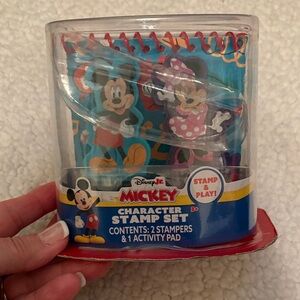 Disney Jr.
MICKEY
CHARACTER
STAMP SET
CONTENTS: 2 STAMPERS
& 1 ACTIVITY PAD
STAMP &
PLAY!